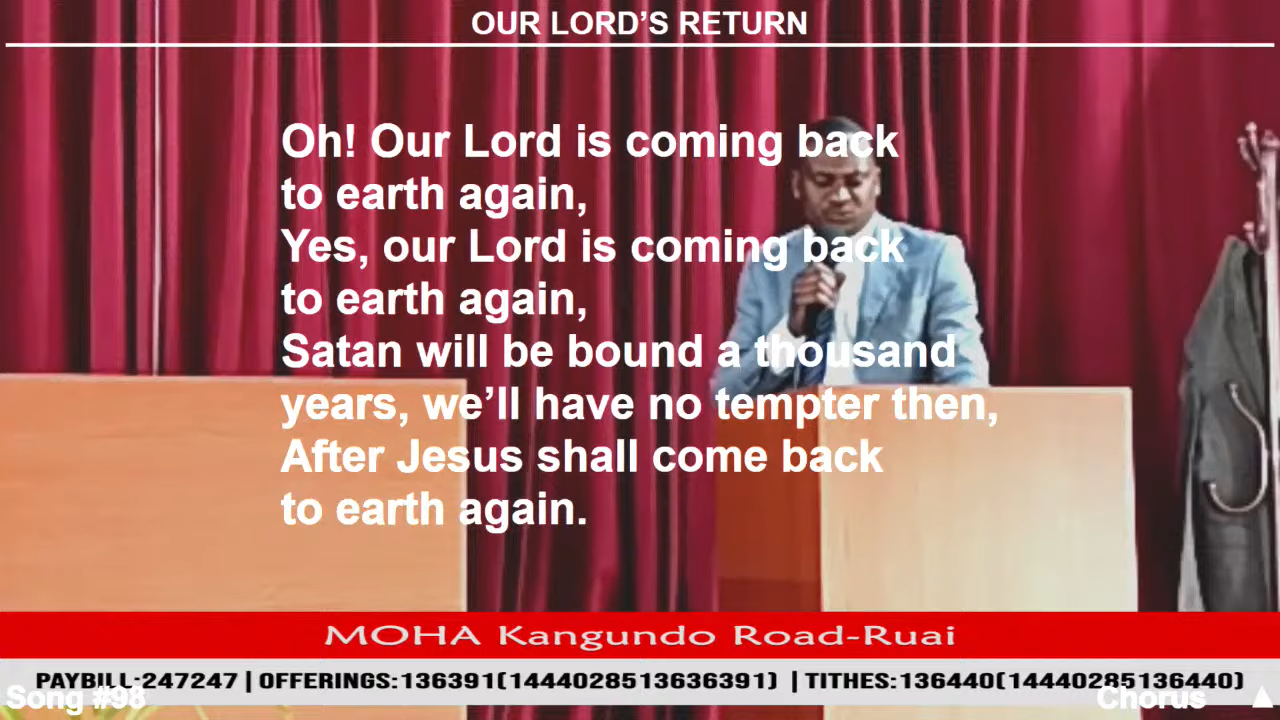 OUR LORD’S RETURN
Oh! Our Lord is coming back
to earth again,
Yes, our Lord is coming back
to earth again,
Satan will be bound a thousand
years, we’ll have no tempter then,
After Jesus shall come back
to earth again.
MOHA Kangundo Road-Ruai
PAYBILL:247247 | OFFERINGS:136391(1444028513636391) | TITHES:136440(14440285136440)
Song #98
Chorus